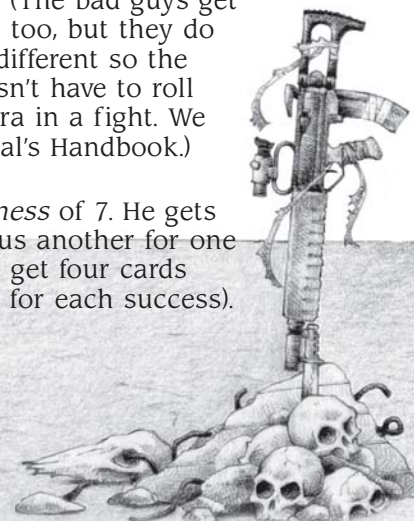 (The bad guys get
too, but they do
different so the
sn't have to roll
ra in a fight. We
al's Handbook.)
ness of 7. He gets
us another for one
get four cards
for each success).